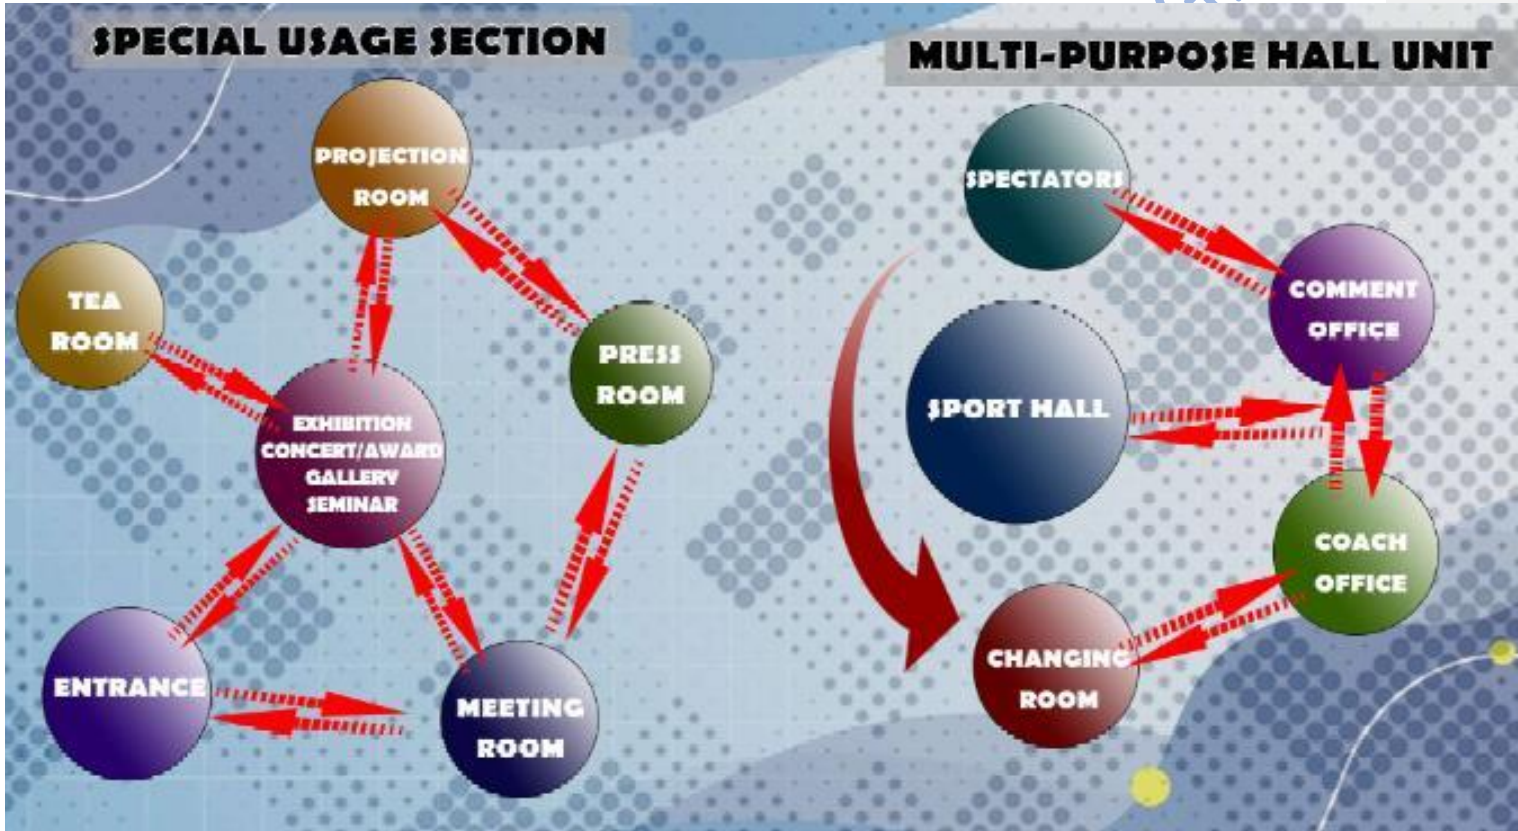 SPECIAL USAGE SECTION
PROJECTION
ROOM
TEA
ROOM
PRESS
ROOM
EXHIBITION
CONCERT/AWARD
GALLERY
SEMINAR
ENTRANCE
MEETING
ROOM
MULTI-PURPOSE HALL UNIT
SPECTATORS
COMMENT
OFFICE
SPORT HALL
COACH
OFFICE
CHANGING
ROOM